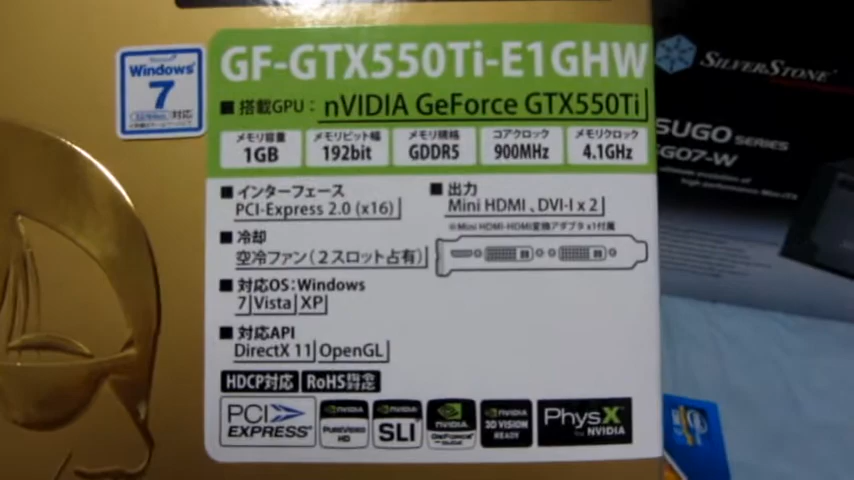 Windows 7 対応
GF-GTX550Ti-E1GHW
■ 搭載GPU: nVIDIA GeForce GTX550Ti
メモリ容量 メモリビット幅 メモリ規格 コアクロック メモリクロック
1GB 192bit GDDR5 900MHz 4.1GHz
■ インターフェース
PCI-Express 2.0 (x16)
■ 出力
Mini HDMI、DVI-I x 2
※Mini HDMI-HDMI変換アダプタ x1付属
■ 冷却
空冷ファン(2スロット占有)
■ 対応OS:Windows
7 Vista XP
■ 対応API
DirectX 11 OpenGL
HDCP対応 RoHS指令
PCI EXPRESS
NVIDIA PUREVIDEO HD
NVIDIA SLI
NVIDIA GEFORCE
NVIDIA 3D VISION READY
PhysX by NVIDIA
SILVERSTONE
SUGO SERIES
SG07-W